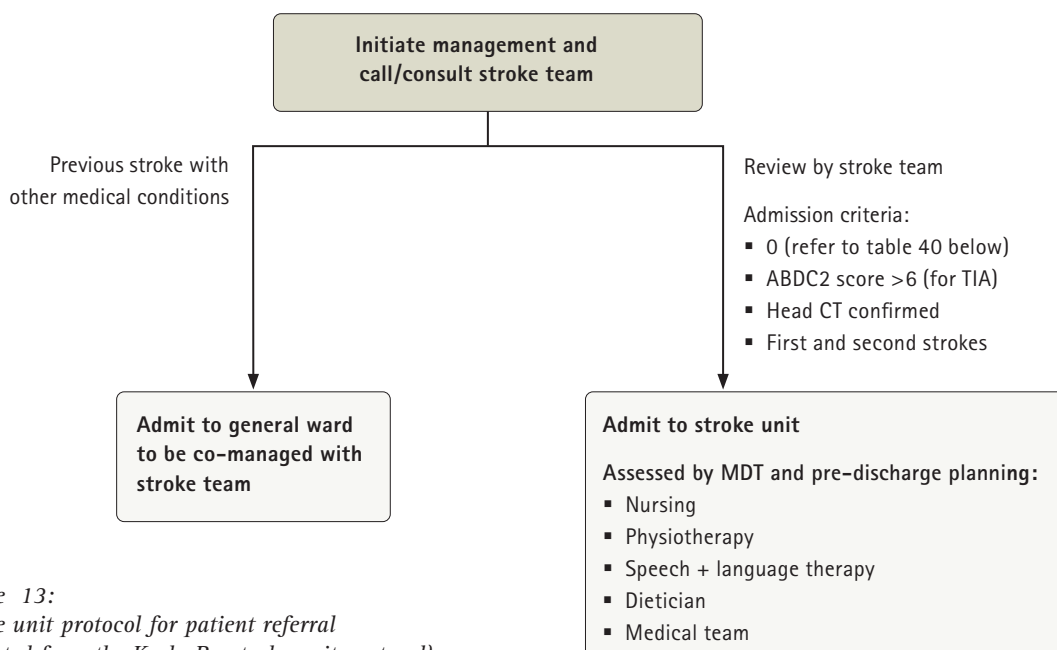 Initiate management and
call/consult stroke team
Previous stroke with
other medical conditions
Review by stroke team
Admission criteria:
▪ 0 (refer to table 40 below)
▪ ABDC2 score >6 (for TIA)
▪ Head CT confirmed
▪ First and second strokes
Admit to general ward
to be co-managed with
stroke team
Admit to stroke unit
Assessed by MDT and pre-discharge planning:
▪ Nursing
▪ Physiotherapy
▪ Speech + language therapy
▪ Dietician
▪ Medical team
e 13:
e unit protocol for patient referral